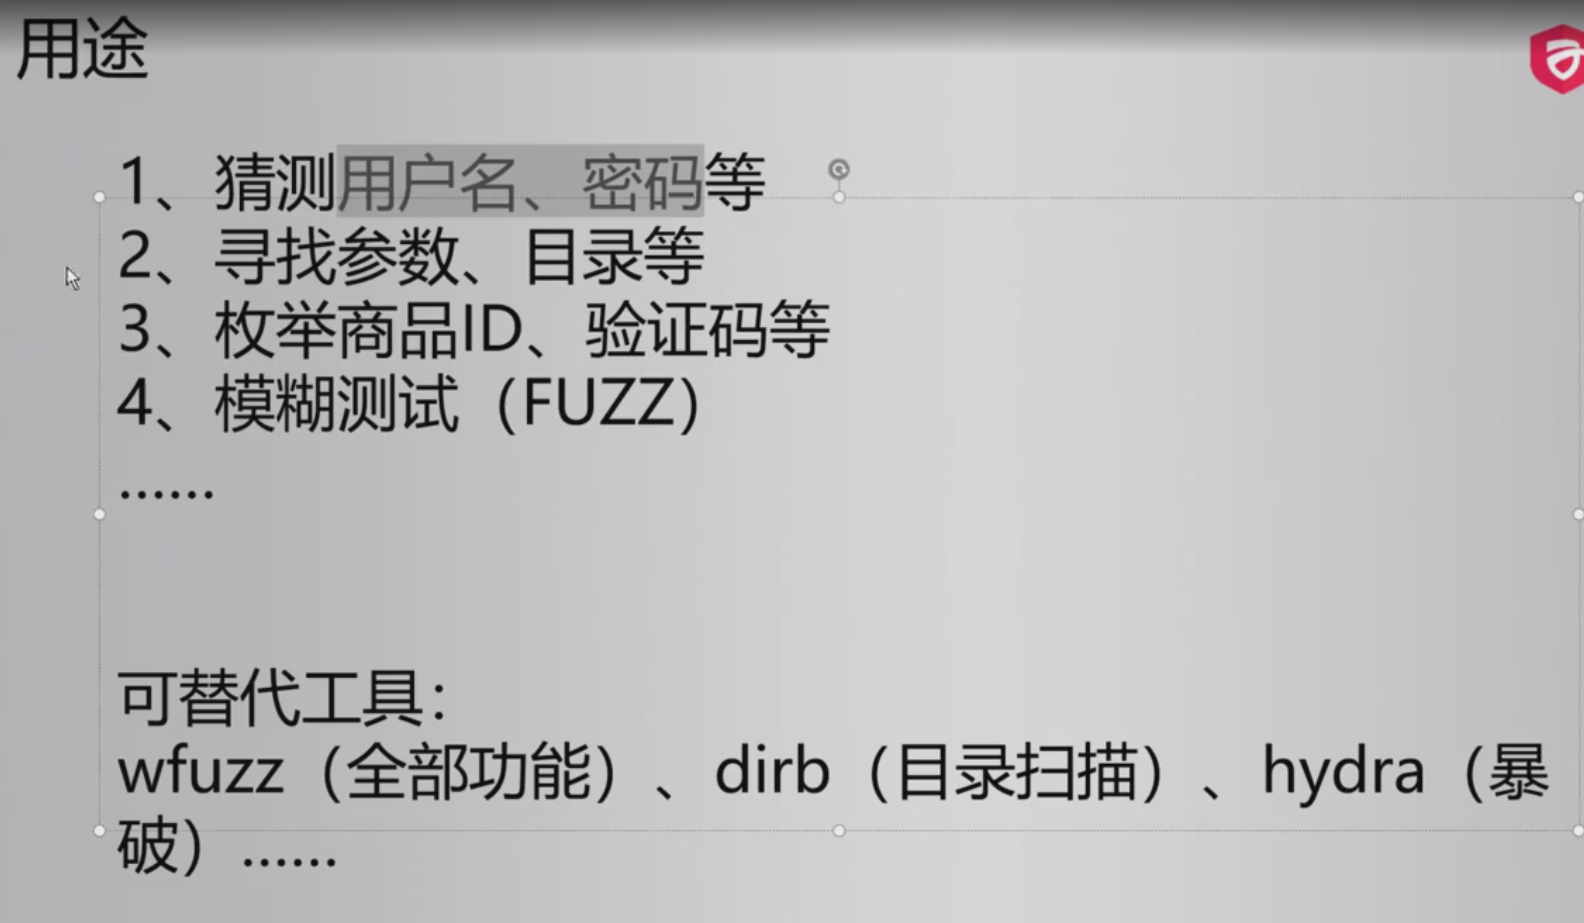 用途
1、猜测用户名、密码等
2、寻找参数、目录等
3、枚举商品ID、验证码等
4、模糊测试（FUZZ）
......
可替代工具：
wfuzz（全部功能）、dirb（目录扫描）、hydra（暴
破）......